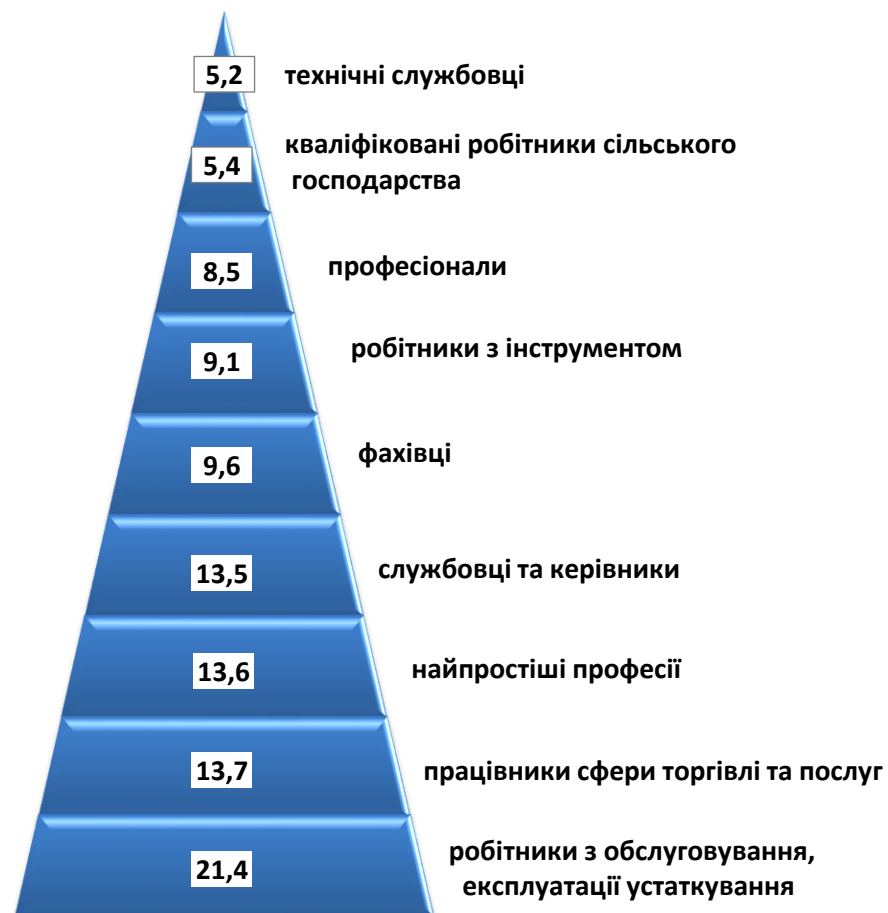 5,2 технічні службовці
кваліфіковані робітники сільського
5,4
господарства
8,5 професіонали
9,1 робітники з інструментом
9,6 фахівці
13,5 службовці та керівники
13,6 найпростіші професії
13,7 працівники сфери торгівлі та послуг
робітники з обслуговування,
21,4
експлуатації устаткування